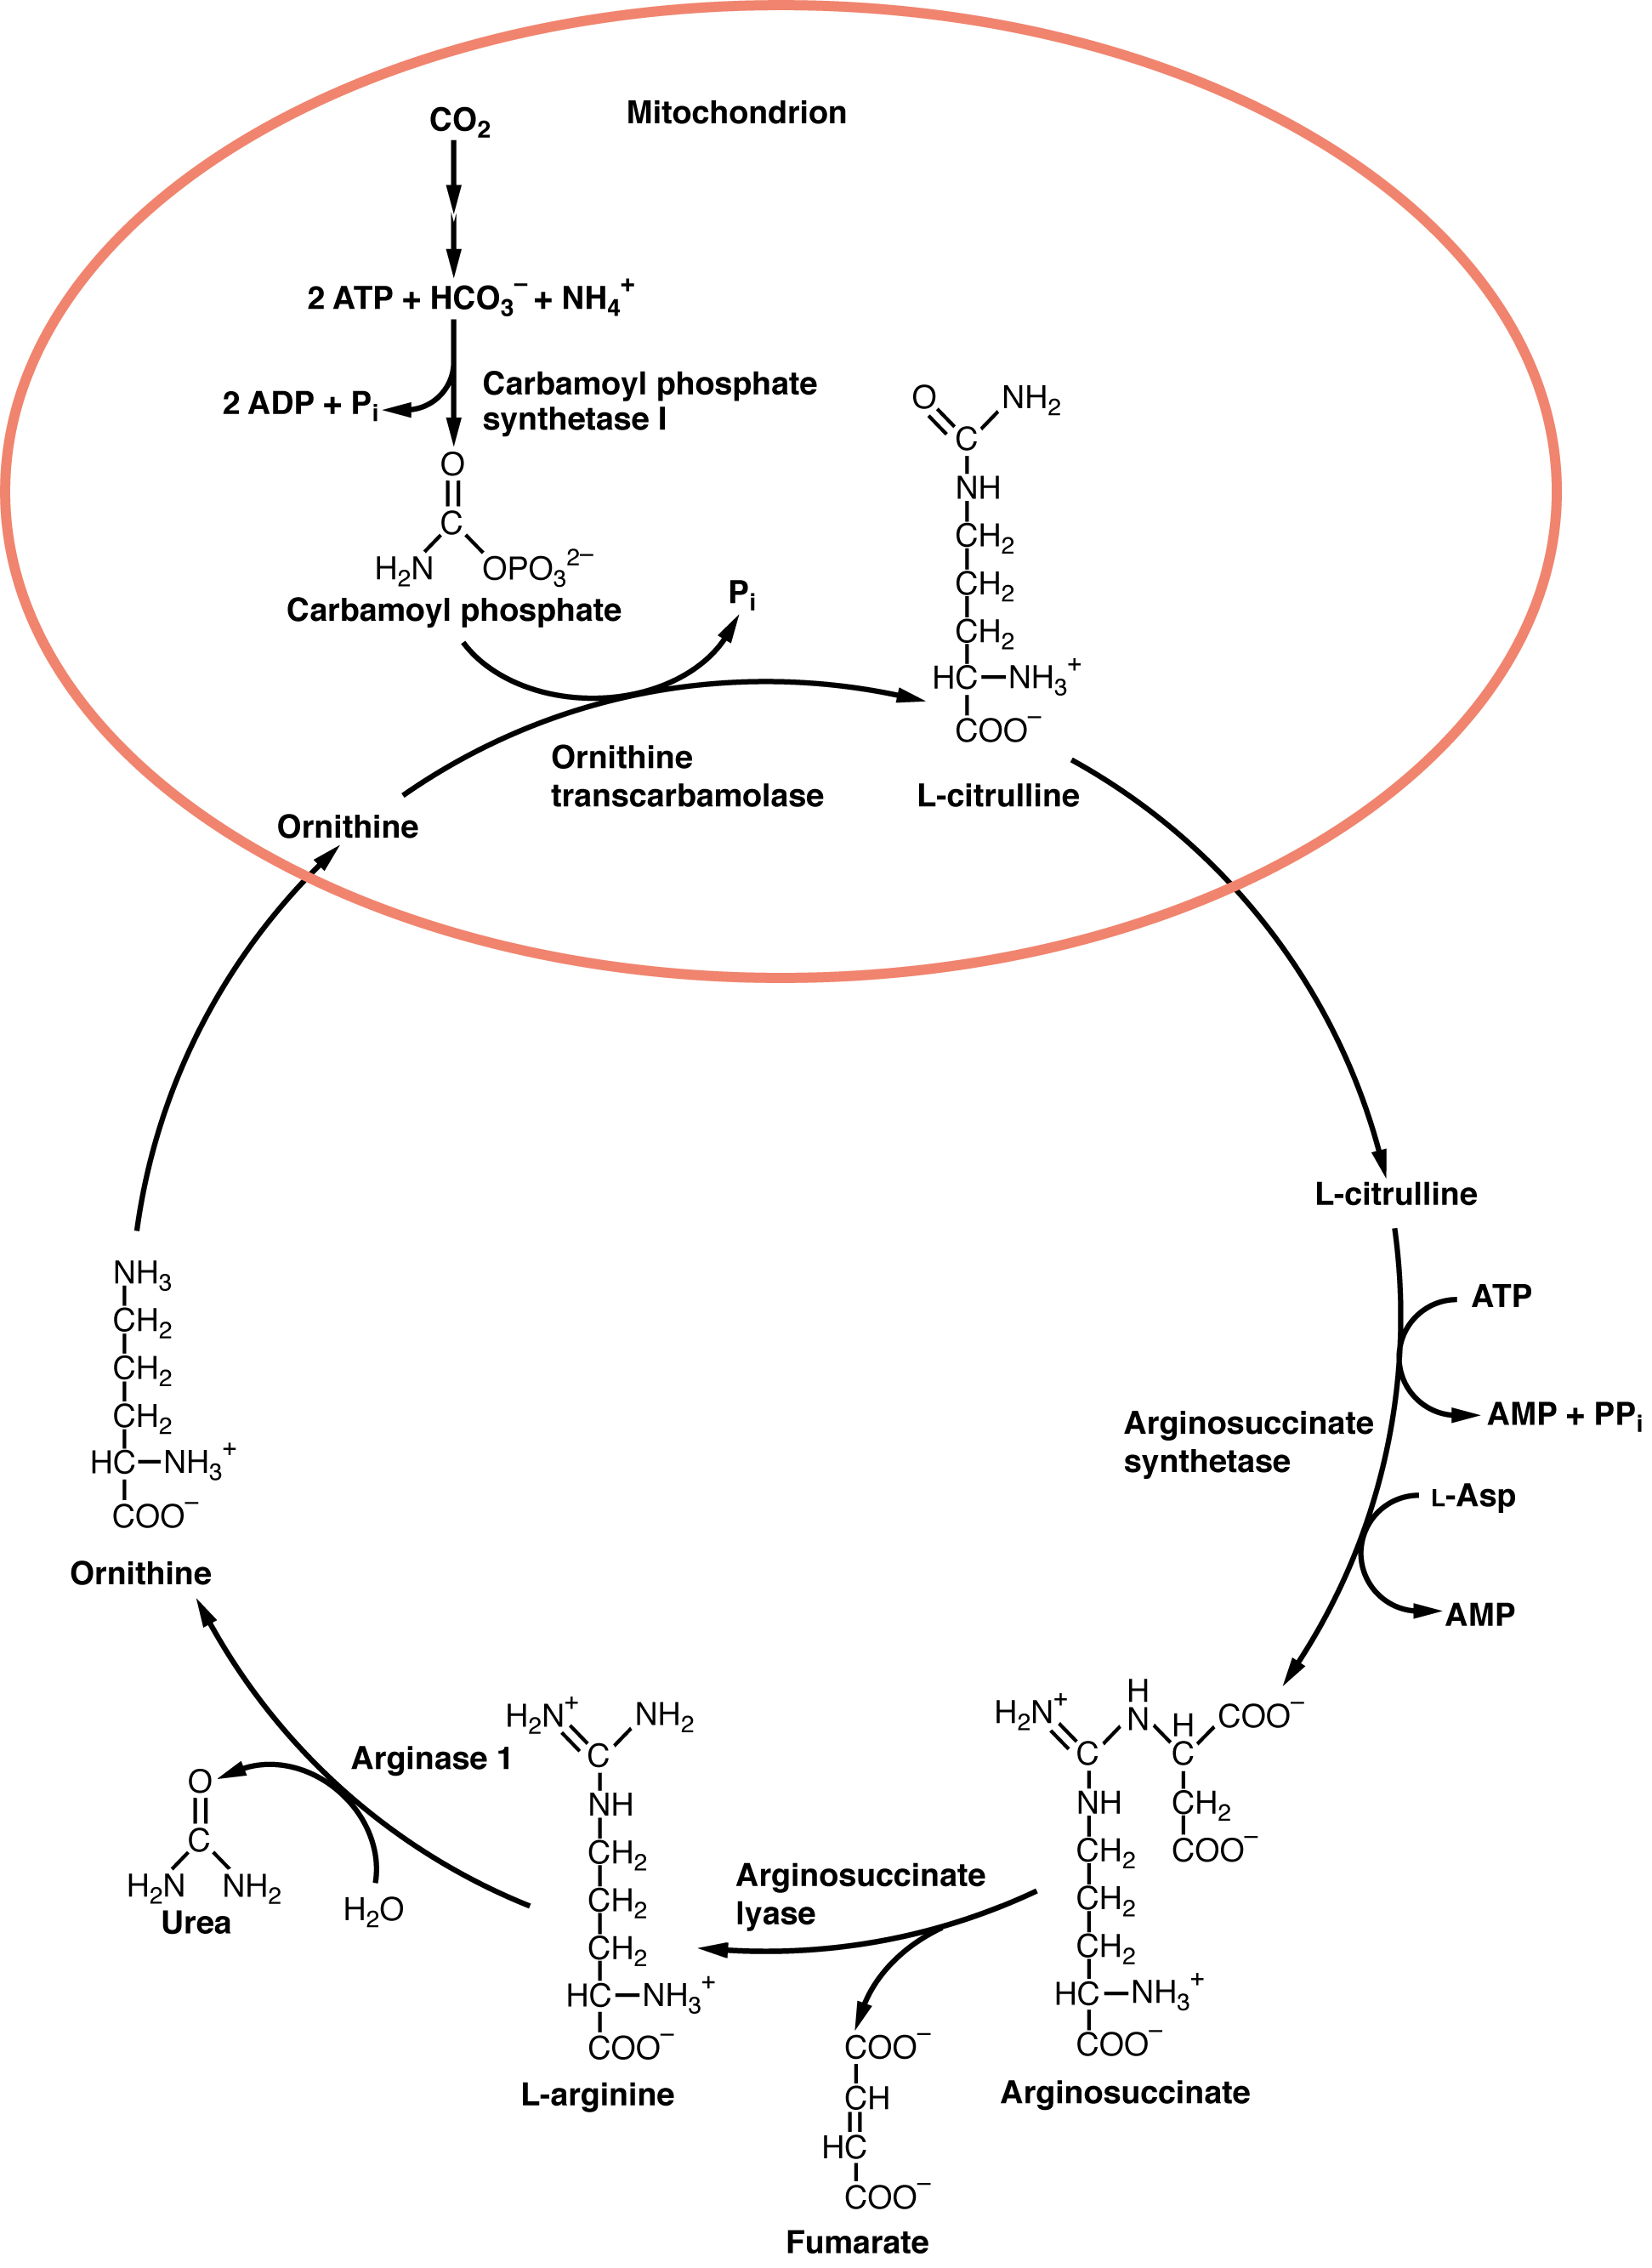 Mitochondrion
CO₂
2 ATP + HCO₃⁻ + NH₄⁺
2 ADP + Pᵢ
Carbamoyl phosphate
synthetase I
O
C
H₂N
OPO₃²⁻
Carbamoyl phosphate
Pᵢ
O
NH₂
C
NH
CH₂
CH₂
CH₂
HC—NH₃⁺
COO⁻
L-citrulline
Ornithine
transcarbamolase
Ornithine
L-citrulline
ATP
AMP + PPᵢ
Arginosuccinate
synthetase
L-Asp
AMP
H₂N⁺
H
N
H
COO⁻
C
C
NH
CH₂
COO⁻
CH₂
CH₂
CH₂
HC—NH₃⁺
COO⁻
Arginosuccinate
Arginosuccinate
lyase
COO⁻
CH
HC
COO⁻
Fumarate
H₂N⁺
NH₂
C
NH
CH₂
CH₂
CH₂
HC—NH₃⁺
COO⁻
L-arginine
Arginase 1
H₂O
O
C
H₂N
NH₂
Urea
NH₃
CH₂
CH₂
CH₂
HC—NH₃⁺
COO⁻
Ornithine